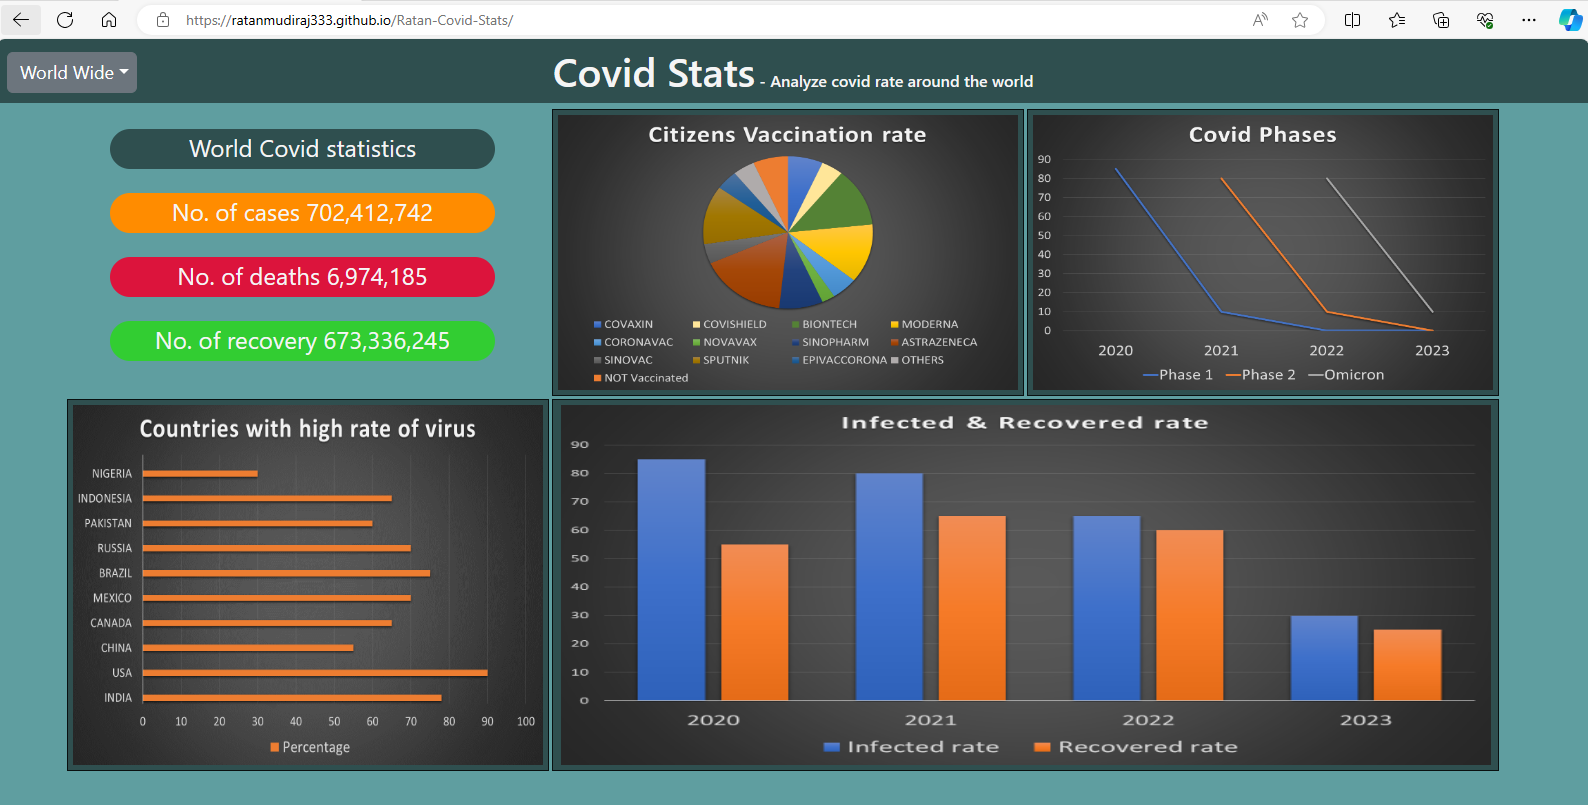 https://ratanmudiraj333.github.io/Ratan-Covid-Stats/
World Wide
Covid Stats - Analyze covid rate around the world
World Covid statistics
No. of cases 702,412,742
No. of deaths 6,974,185
No. of recovery 673,336,245
Citizens Vaccination rate
COVAXIN COVISHIELD BIONTECH MODERNA
CORONAVAC NOVAVAX SINOPHARM ASTRAZENECA
SINOVAC SPUTNIK EPIVACCORONA OTHERS
NOT Vaccinated
Covid Phases
90
80
70
60
50
40
30
20
10
0
2020 2021 2022 2023
Phase 1 Phase 2 Omicron
Countries with high rate of virus
NIGERIA
INDONESIA
PAKISTAN
RUSSIA
BRAZIL
MEXICO
CANADA
CHINA
USA
INDIA
0 10 20 30 40 50 60 70 80 90 100
Percentage
Infected & Recovered rate
90
80
70
60
50
40
30
20
10
0
2020 2021 2022 2023
Infected rate Recovered rate